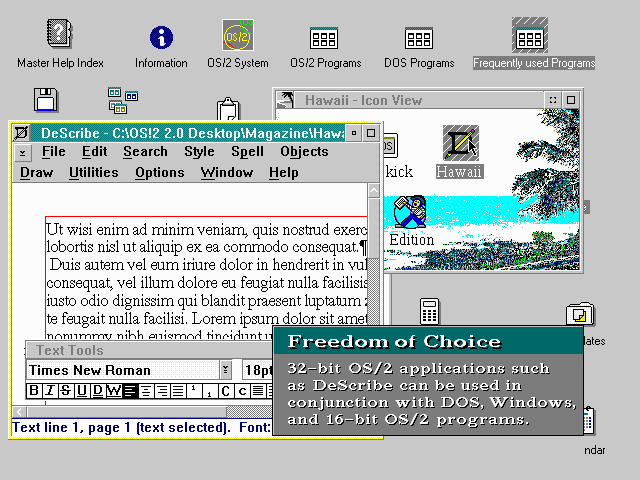 Master Help Index
Information
OS/2 System
OS/2 Programs
DOS Programs
Frequently used Programs
OS/2
Hawaii - Icon View
DeScribe - C:\OS!2 2.0 Desktop\Magazine\Hawa
File Edit Search Style Spell Objects
Draw Utilities Options Window Help
OS
kick
Hawaii
Edition
Ut wisi enim ad minim veniam, quis nostrud exerc
lobortis nisl ut aliquip ex ea commodo consequat.¶
Duis autem vel eum iriure dolor in hendrerit in vul
consequat, vel illum dolore eu feugiat nulla facilisi
iusto odio dignissim qui blandit praesent luptatum z
te feugait nulla facilisi. Lorem ipsum dolor sit amet
nonummy nibh euismod tincidunt u
Text Tools
Times New Roman
18pt
B I S U D W
C c
Text line 1, page 1 (text selected). Font:
Freedom of Choice
32-bit OS/2 applications such
as DeScribe can be used in
conjunction with DOS, Windows,
and 16-bit OS/2 programs.
lates
ndar